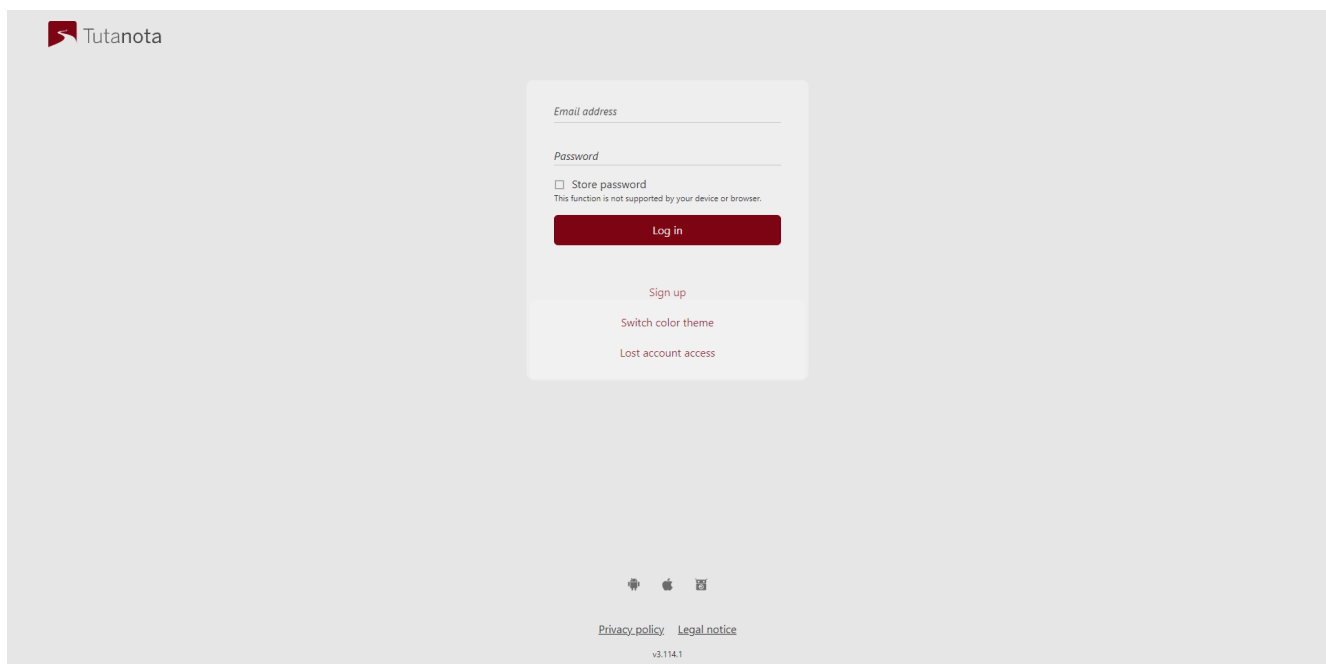 Tutanota
Email address
Password
Store password
This function is not supported by your device or browser.
Log in
Sign up
Switch color theme
Lost account access
Privacy policy Legal notice
v3.114.1